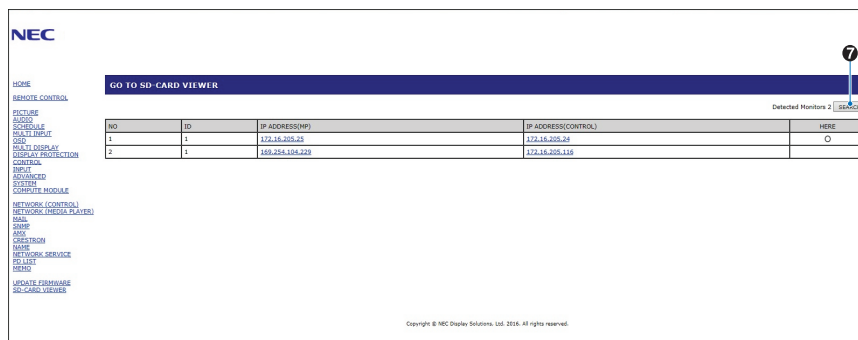 NEC
7
HOME
REMOTE CONTROL
PICTURE
AUDIO
SCHEDULE
MULTI INPUT
OSD
MULTI DISPLAY
DISPLAY PROTECTION
CONTROL
INPUT
ADVANCED
SYSTEM
COMPUTE MODULE
NETWORK (CONTROL)
NETWORK (MEDIA PLAYER)
MAIL
SNMP
AMX
CRESTRON
NAME
NETWORK SERVICE
PD LIST
MEMO
UPDATE FIRMWARE
SD-CARD VIEWER
GO TO SD-CARD VIEWER
Detected Monitors 2 SEARCH
NO ID IP ADDRESS(MP) IP ADDRESS(CONTROL) HERE
1 1 172.16.205.25 172.16.205.24 O
2 1 169.254.104.229 172.16.205.116
Copyright © NEC Display Solutions, Ltd. 2016. All rights reserved.